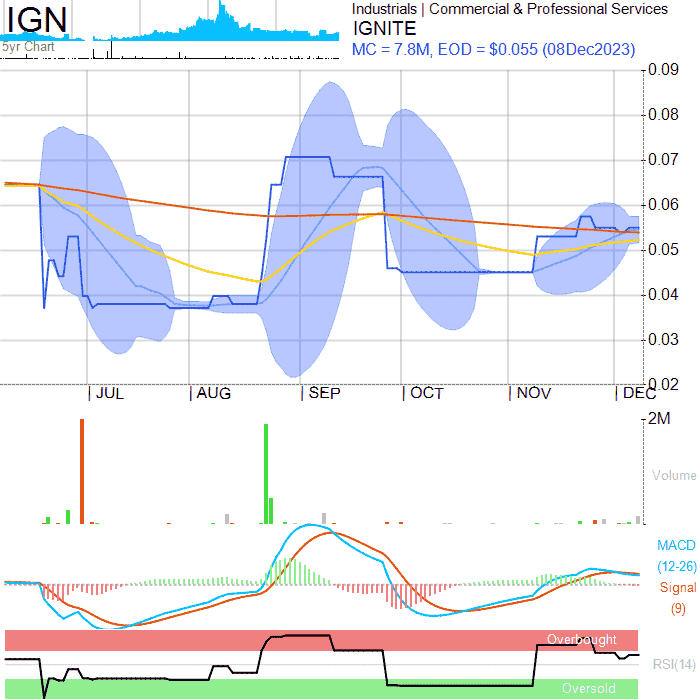 IGN
5yr Chart
Industrials | Commercial & Professional Services
IGNITE
MC = 7.8M, EOD = $0.055 (08Dec2023)
0.09
0.08
0.07
0.06
0.05
0.04
0.03
0.02
JUL AUG SEP OCT NOV DEC
2M
Volume
MACD
(12-26)
Signal
(9)
Overbought
RSI(14)
Oversold